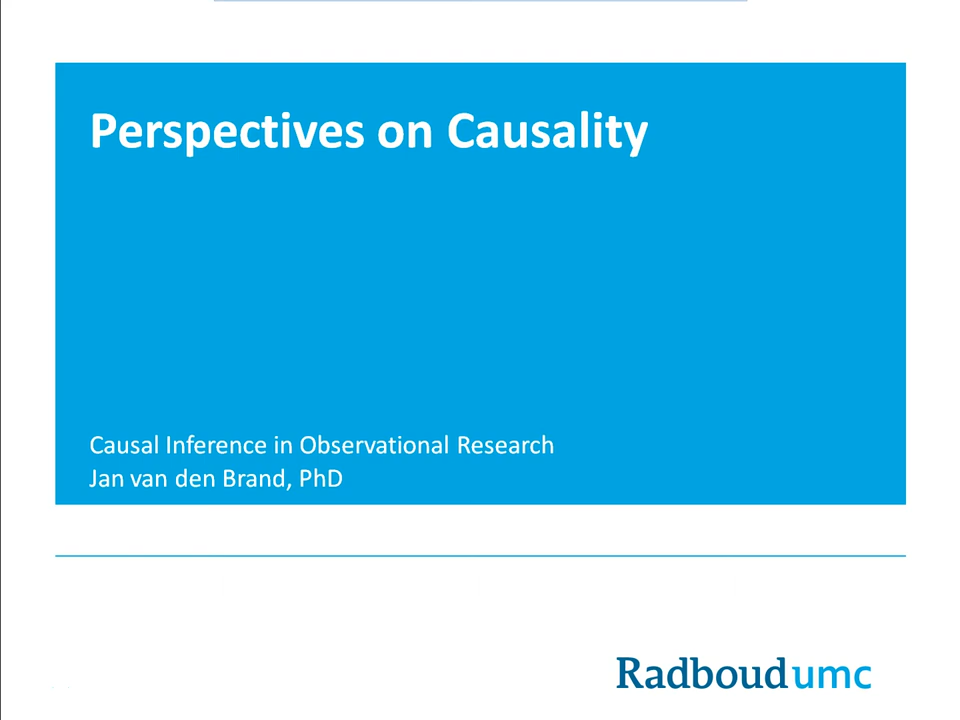 Perspectives on Causality
Causal Inference in Observational Research
Jan van den Brand, PhD
Radboudumc